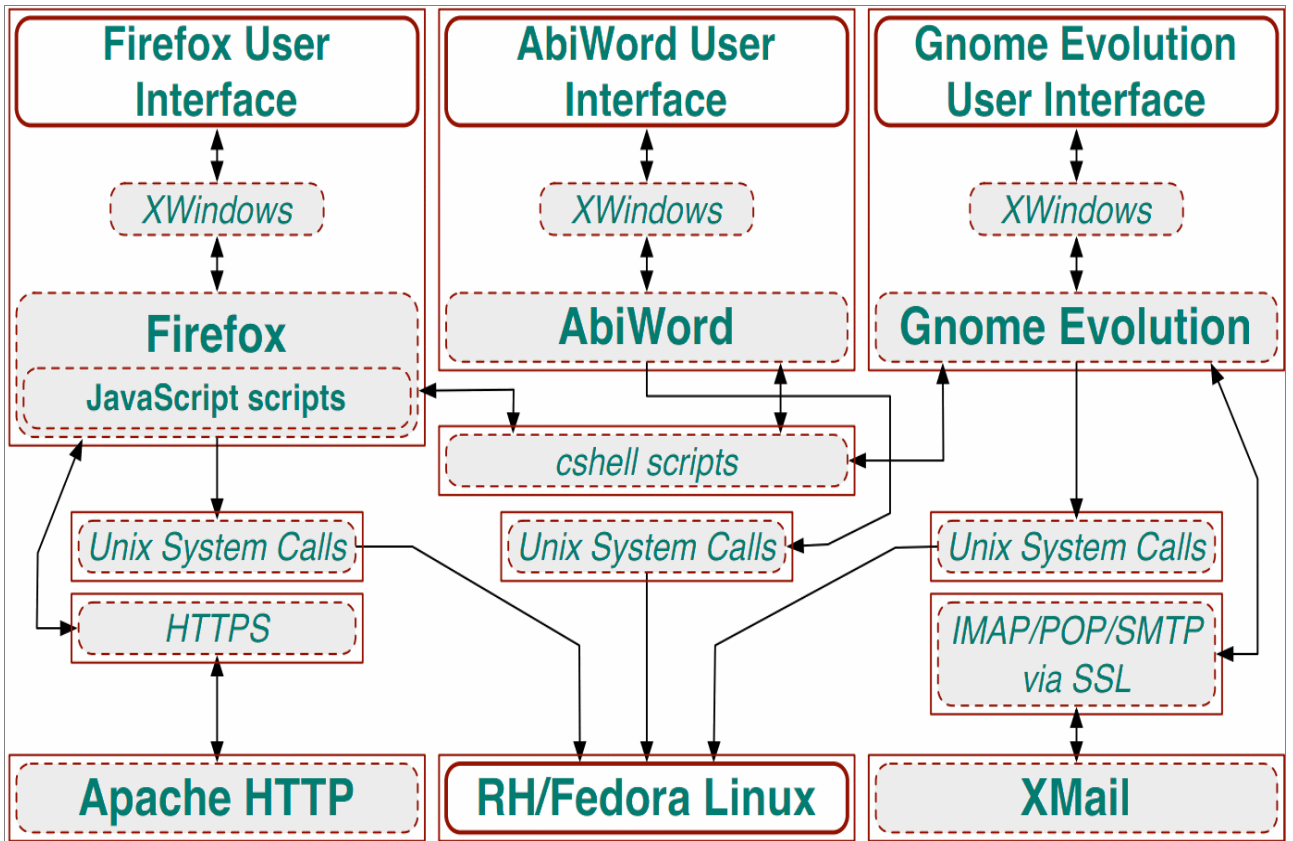 Firefox User
Interface
AbiWord User
Interface
Gnome Evolution
User Interface
XWindows
XWindows
XWindows
Firefox
JavaScript scripts
AbiWord
Gnome Evolution
cshell scripts
Unix System Calls
Unix System Calls
Unix System Calls
HTTPS
IMAP/POP/SMTP
via SSL
Apache HTTP
RH/Fedora Linux
XMail